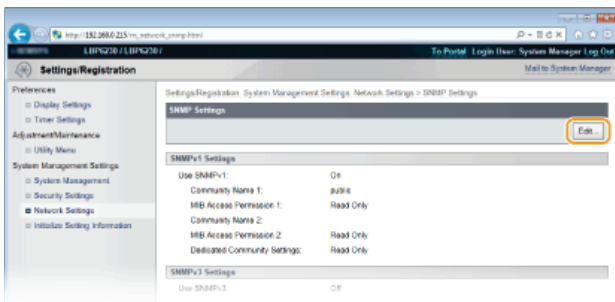 http://192.168.0.215/m_network_snmp.html
LBP6230 / LBP6230 /
To Portal Login User: System Manager Log Out
Settings/Registration
Mail to System Manager
Preferences
Display Settings
Timer Settings
Adjustment/Maintenance
Utility Menu
System Management Settings
System Management
Security Settings
Network Settings
Initialize Setting Information
Settings/Registration: System Management Settings: Network Settings > SNMP Settings
SNMP Settings
Edit...
SNMPv1 Settings
Use SNMPv1: On
Community Name 1: public
MIB Access Permission 1: Read Only
Community Name 2:
MIB Access Permission 2: Read Only
Dedicated Community Settings: Read Only
SNMPv3 Settings
Use SNMPv3: Off